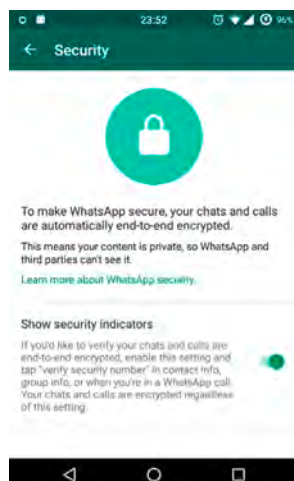 23:52
96%
Security
To make WhatsApp secure, your chats and calls
are automatically end-to-end encrypted.
This means your content is private, so WhatsApp and
third parties can't see it.
Learn more about WhatsApp security.
Show security indicators
If you'd like to verify your chats and calls are
end-to-end encrypted, enable this setting and
tap "verify security number" in contact info,
group info, or when you're in a WhatsApp call.
Your chats and calls are encrypted regardless
of this setting.